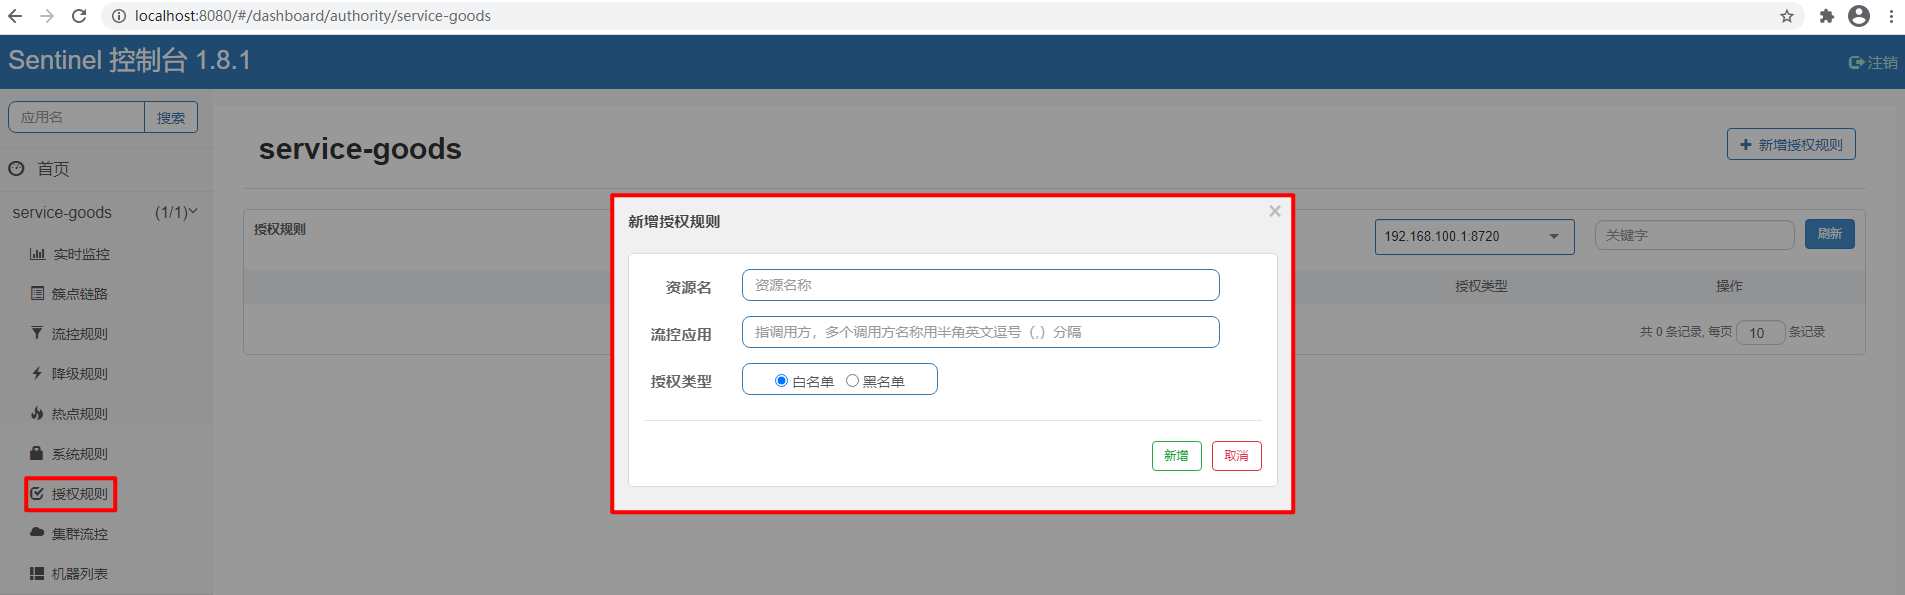 localhost:8080/#/dashboard/authority/service-goods
Sentinel 控制台 1.8.1
注销
应用名
搜索
首页
service-goods (1/1)
实时监控
簇点链路
流控规则
降级规则
热点规则
系统规则
授权规则
集群流控
机器列表
service-goods
新增授权规则
授权规则
192.168.100.1:8720
关键字
刷新
授权类型
操作
共 0 条记录, 每页 10 条记录
新增授权规则
×
资源名 资源名称
流控应用 指调用方，多个调用方名称用半角英文逗号（,）分隔
授权类型 白名单 黑名单
新增 取消